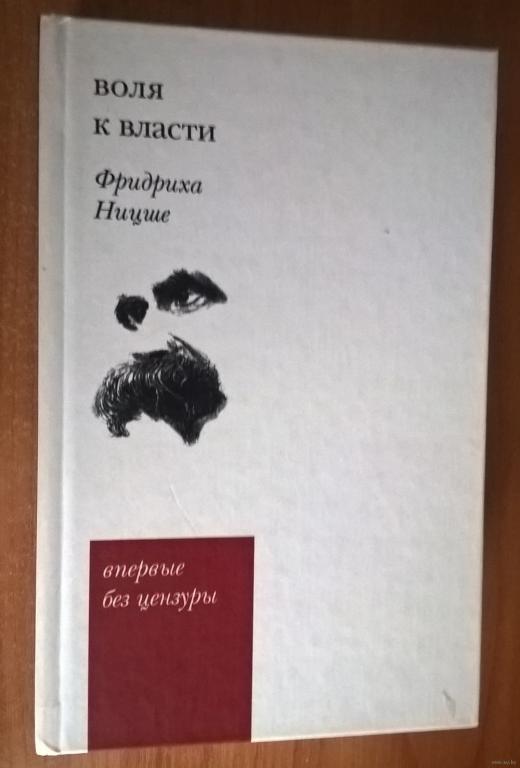 воля
к власти
Фридриха
Ницше
впервые
без цензуры